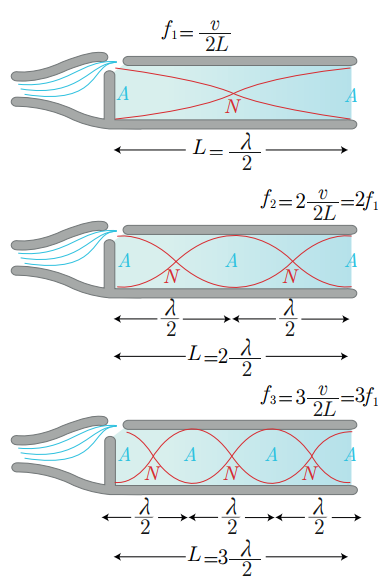 f₁=v/2L
A N A
L=λ/2
f₂=2 v/2L=2f₁
A N A N A
λ/2 λ/2
L=2 λ/2
f₃=3 v/2L=3f₁
A N A N A N A
λ/2 λ/2 λ/2
L=3 λ/2